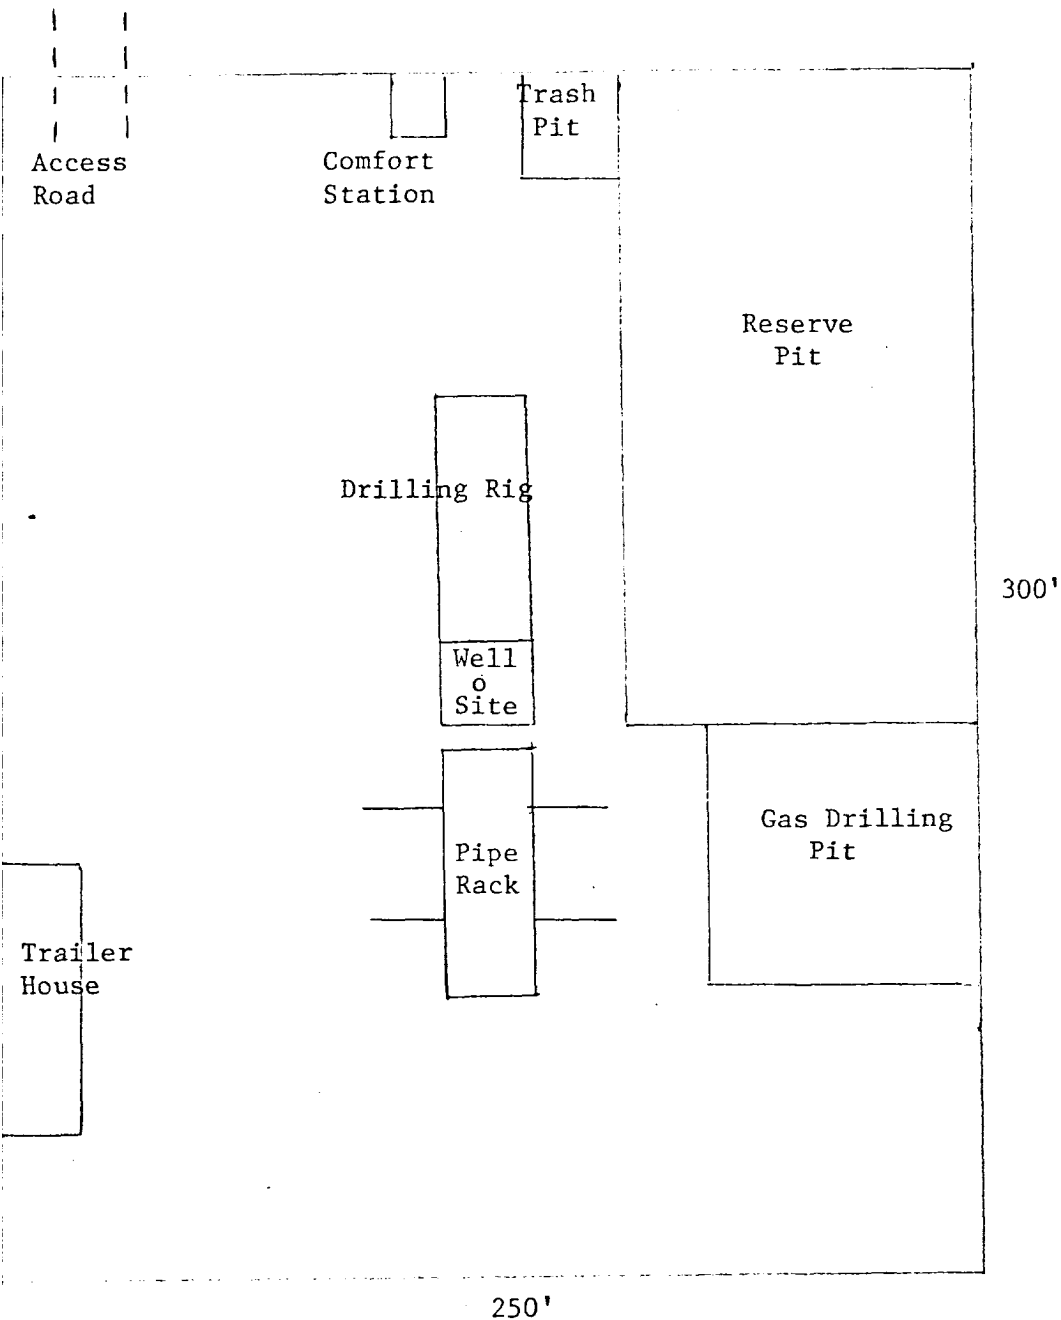 Trash
Pit
Access
Road
Comfort
Station
Reserve
Pit
Drilling Rig
300'
Well
o
Site
Gas Drilling
Pit
Pipe
Rack
Trailer
House
250'